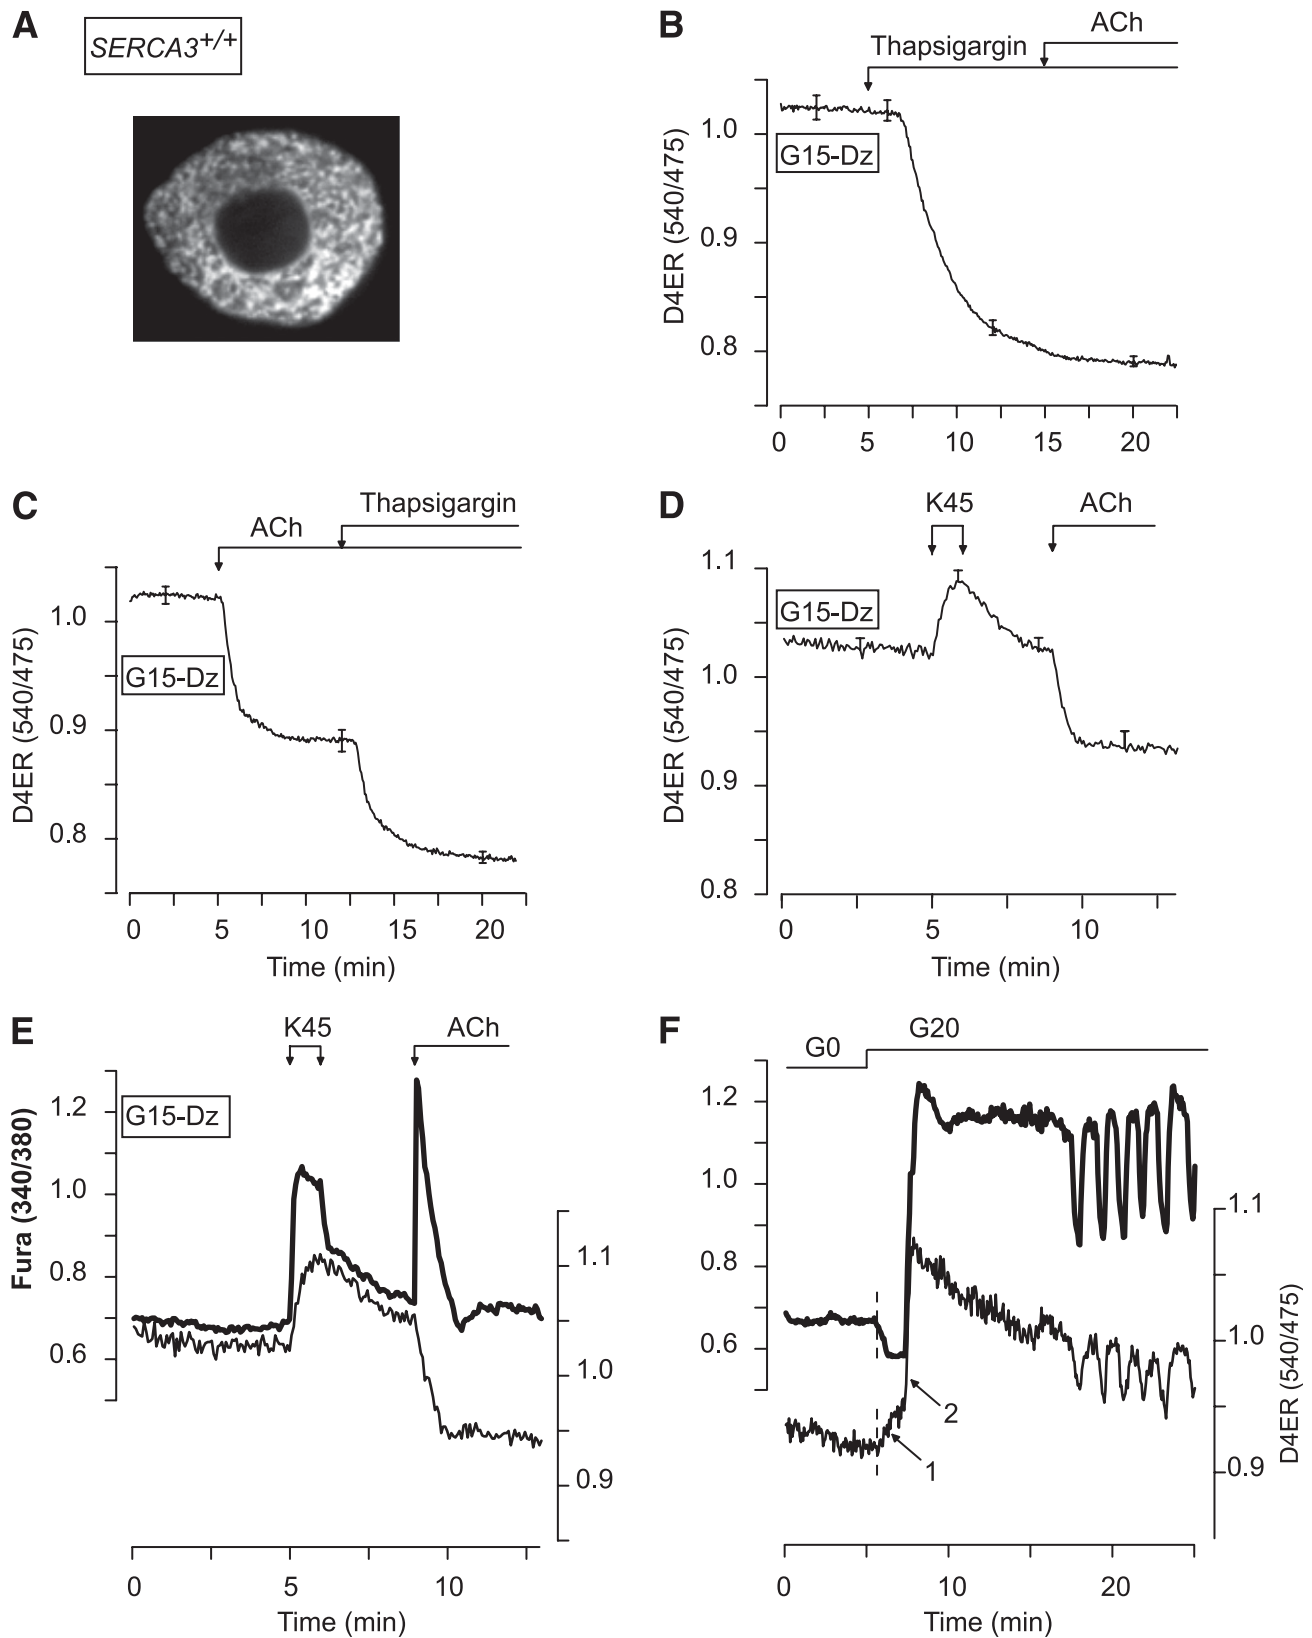 A
SERCA3+/+
B
ACh
Thapsigargin
G15-Dz
D4ER (540/475)
1.0
0.9
0.8
0 5 10 15 20
C
Thapsigargin
ACh
G15-Dz
D4ER (540/475)
1.0
0.9
0.8
0 5 10 15 20
Time (min)
D
K45 ACh
G15-Dz
D4ER (540/475)
1.1
1.0
0.9
0.8
0 5 10
Time (min)
E
K45 ACh
G15-Dz
Fura (340/380)
1.2
1.0
0.8
0.6
1.1
1.0
0.9
0 5 10
Time (min)
F
G20
G0
1.2
1.0
0.8
0.6
1.1
1.0
0.9
D4ER (540/475)
2
1
0 10 20
Time (min)